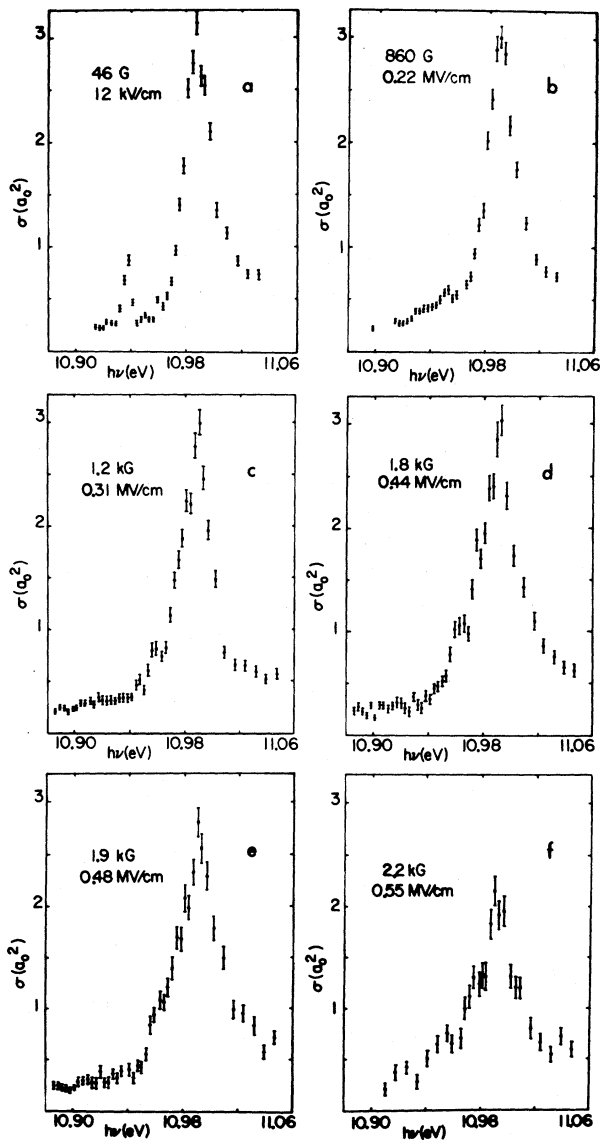 3
46 G
12 kV/cm
a
2
σ(a₀²)
1
10.90
10.98
11.06
hν(eV)
3
860 G
0.22 MV/cm
b
2
σ(a₀²)
1
10.90
10.98
11.06
hν(eV)
3
1.2 kG
0.31 MV/cm
c
2
σ(a₀²)
1
10.90
10.98
11.06
hν(eV)
3
1.8 kG
0.44 MV/cm
d
2
σ(a₀²)
1
10.90
10.98
11.06
hν(eV)
3
1.9 kG
0.48 MV/cm
e
2
σ(a₀²)
1
10.90
10.98
11.06
hν(eV)
3
2.2 kG
0.55 MV/cm
f
2
σ(a₀²)
1
10.90
10.98
11.06
hν(eV)